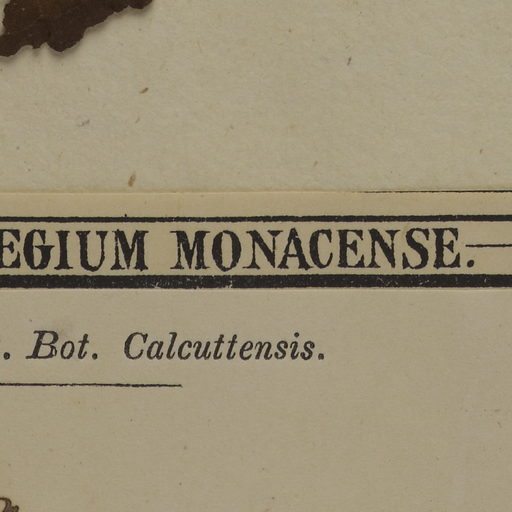 EGIUM MONACENSE.
. Bot. Calcuttensis.